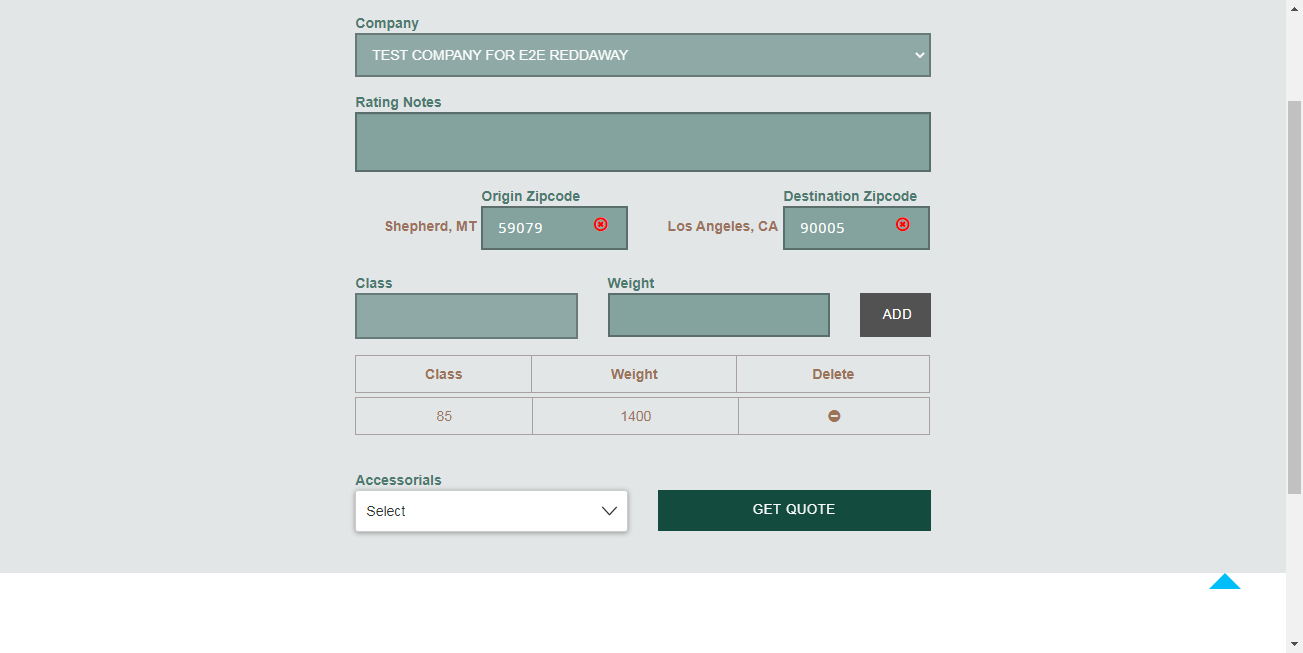 Company
TEST COMPANY FOR E2E REDDAWAY
Rating Notes
Origin Zipcode
Destination Zipcode
Shepherd, MT
59079
Los Angeles, CA
90005
Class
Weight
ADD
Class
Weight
Delete
85
1400
Accessorials
Select
GET QUOTE